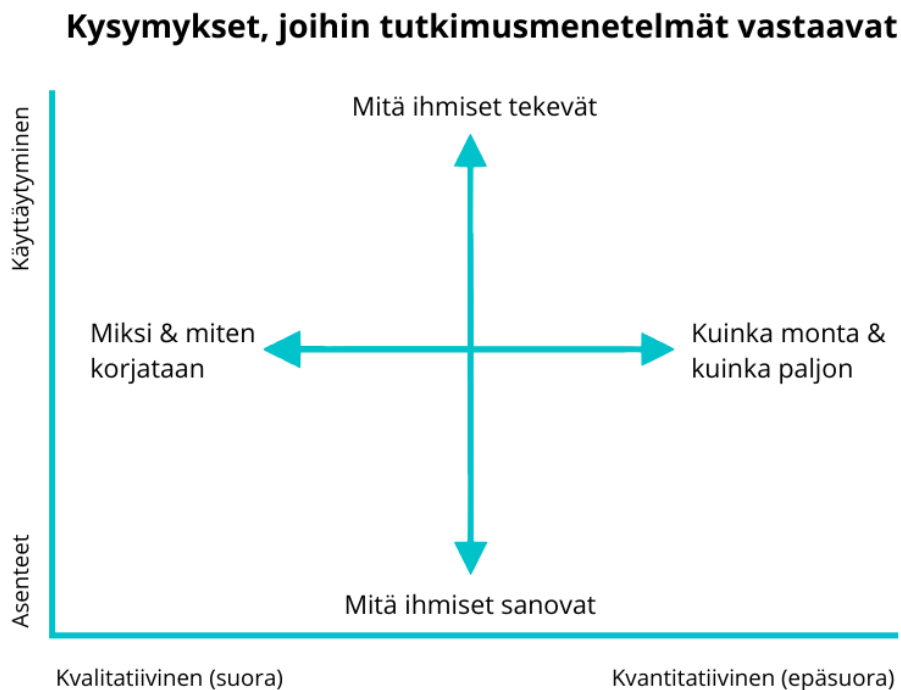 Kysymykset, joihin tutkimusmenetelmät vastaavat
Mitä ihmiset tekevät
Käyttäytyminen
Miksi & miten
korjataan
Kuinka monta &
kuinka paljon
Asenteet
Mitä ihmiset sanovat
Kvalitatiivinen (suora)
Kvantitatiivinen (epäsuora)